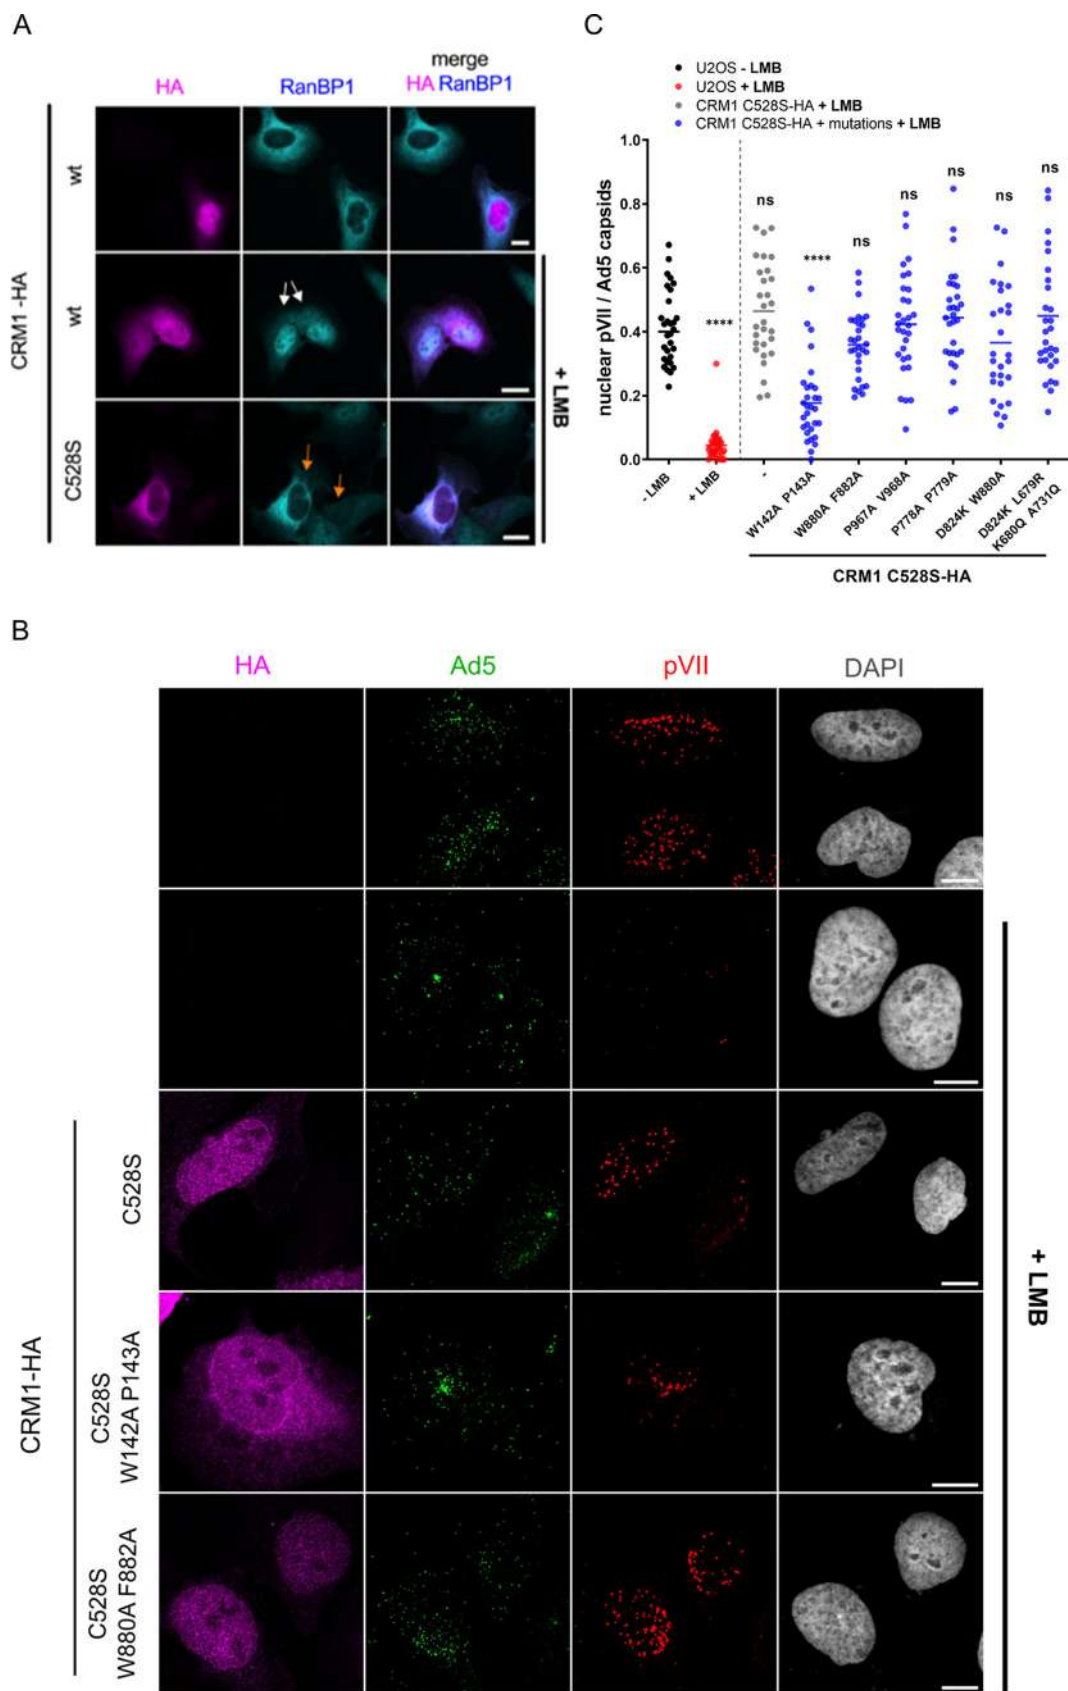 A
HA
RanBP1
merge
HA RanBP1
wt
wt
C528S
CRM1 -HA
+ LMB
C
U2OS - LMB
U2OS + LMB
CRM1 C528S-HA + LMB
CRM1 C528S-HA + mutations + LMB
nuclear pVII / Ad5 capsids
1.0
0.8
0.6
0.4
0.2
0.0
****
ns
****
ns
ns
ns
ns
ns
- LMB
+ LMB
-
W142A P143A
W880A F882A
P967A V968A
P778A P779A
D824K W880A
D824K L679R
K680Q A731Q
CRM1 C528S-HA
B
HA
Ad5
pVII
DAPI
C528S
C528S
W142A P143A
C528S
W880A F882A
CRM1-HA
+ LMB